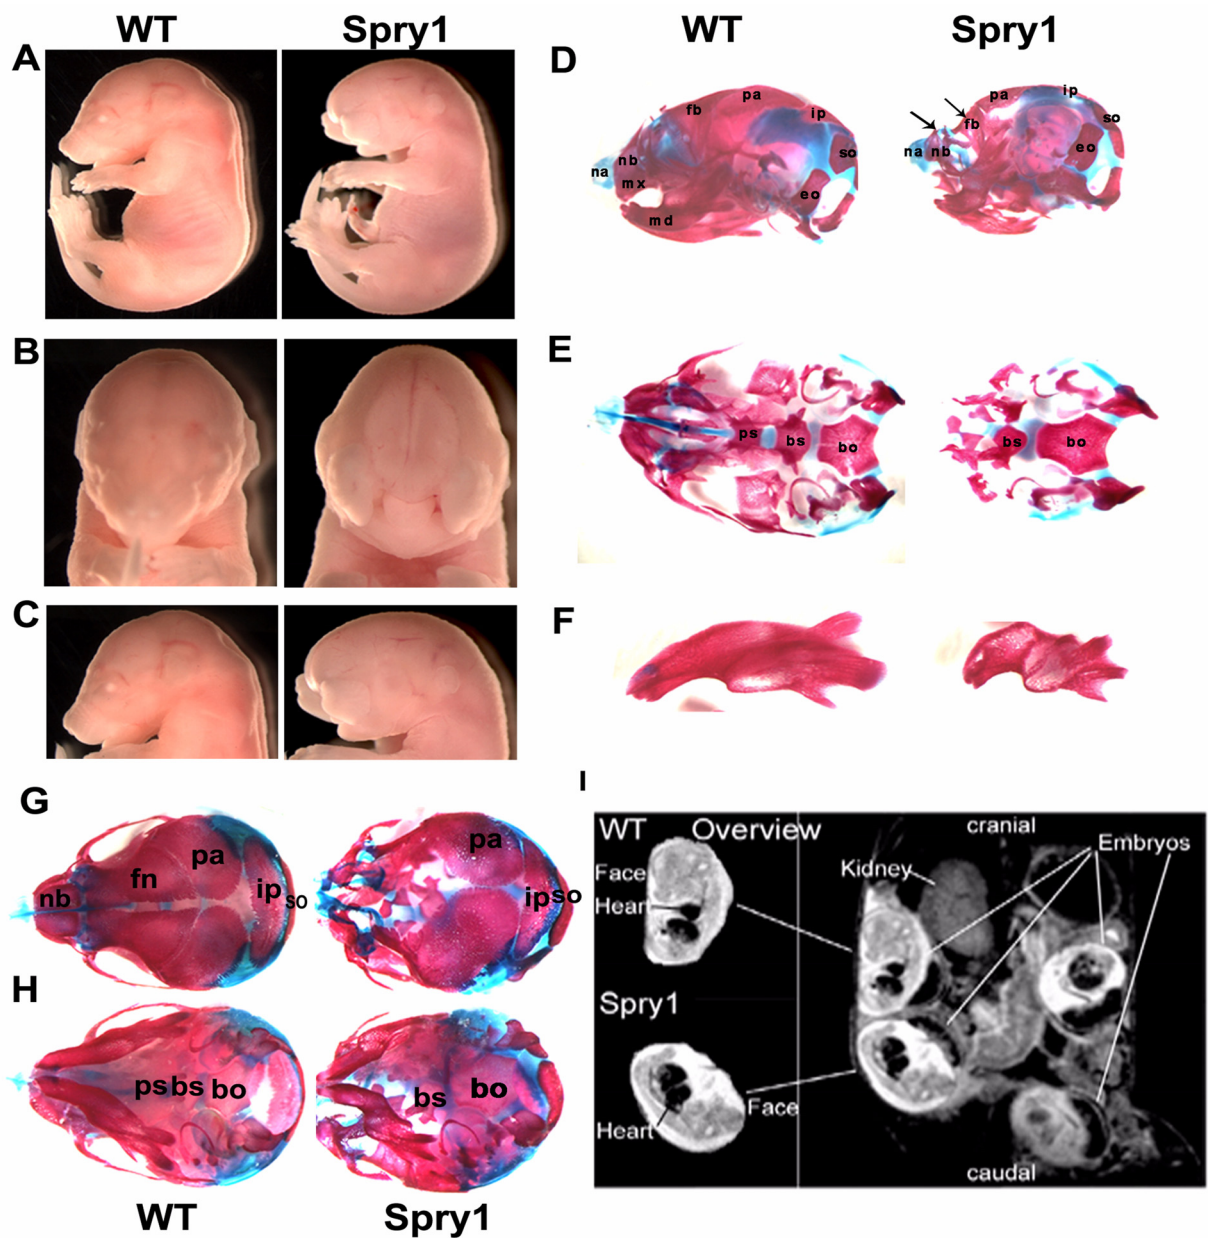 WT Spry1
A
B
C
WT Spry1
D
na nb mx md fb pa ip so eo
na nb fb pa ip so eo
E
ps bs bo
bs bo
F
G
nb fn pa ip so
pa ip so
H
ps bs bo
bs bo
WT Spry1
I
WT Overview
Face
Heart
Spry1
Heart
Face
cranial
Embryos
Kidney
caudal